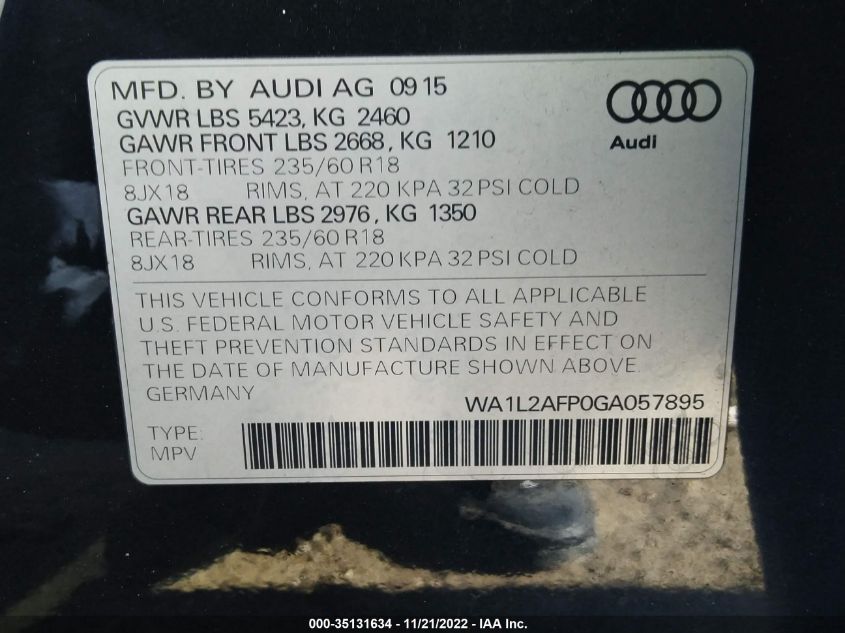 MFD. BY AUDI AG 09 15
GVWR LBS 5423, KG 2460
GAWR FRONT LBS 2668, KG 1210
FRONT-TIRES 235/60 R18
8JX18 RIMS, AT 220 KPA 32 PSI COLD
GAWR REAR LBS 2976, KG 1350
REAR-TIRES 235/60 R18
8JX18 RIMS, AT 220 KPA 32 PSI COLD
Audi
THIS VEHICLE CONFORMS TO ALL APPLICABLE
U.S. FEDERAL MOTOR VEHICLE SAFETY AND
THEFT PREVENTION STANDARDS IN EFFECT ON
THE DATE OF MANUFACTURE SHOWN ABOVE.
GERMANY
WA1L2AFP0GA057895
TYPE:
MPV
000-35131634 - 11/21/2022 - IAA Inc.